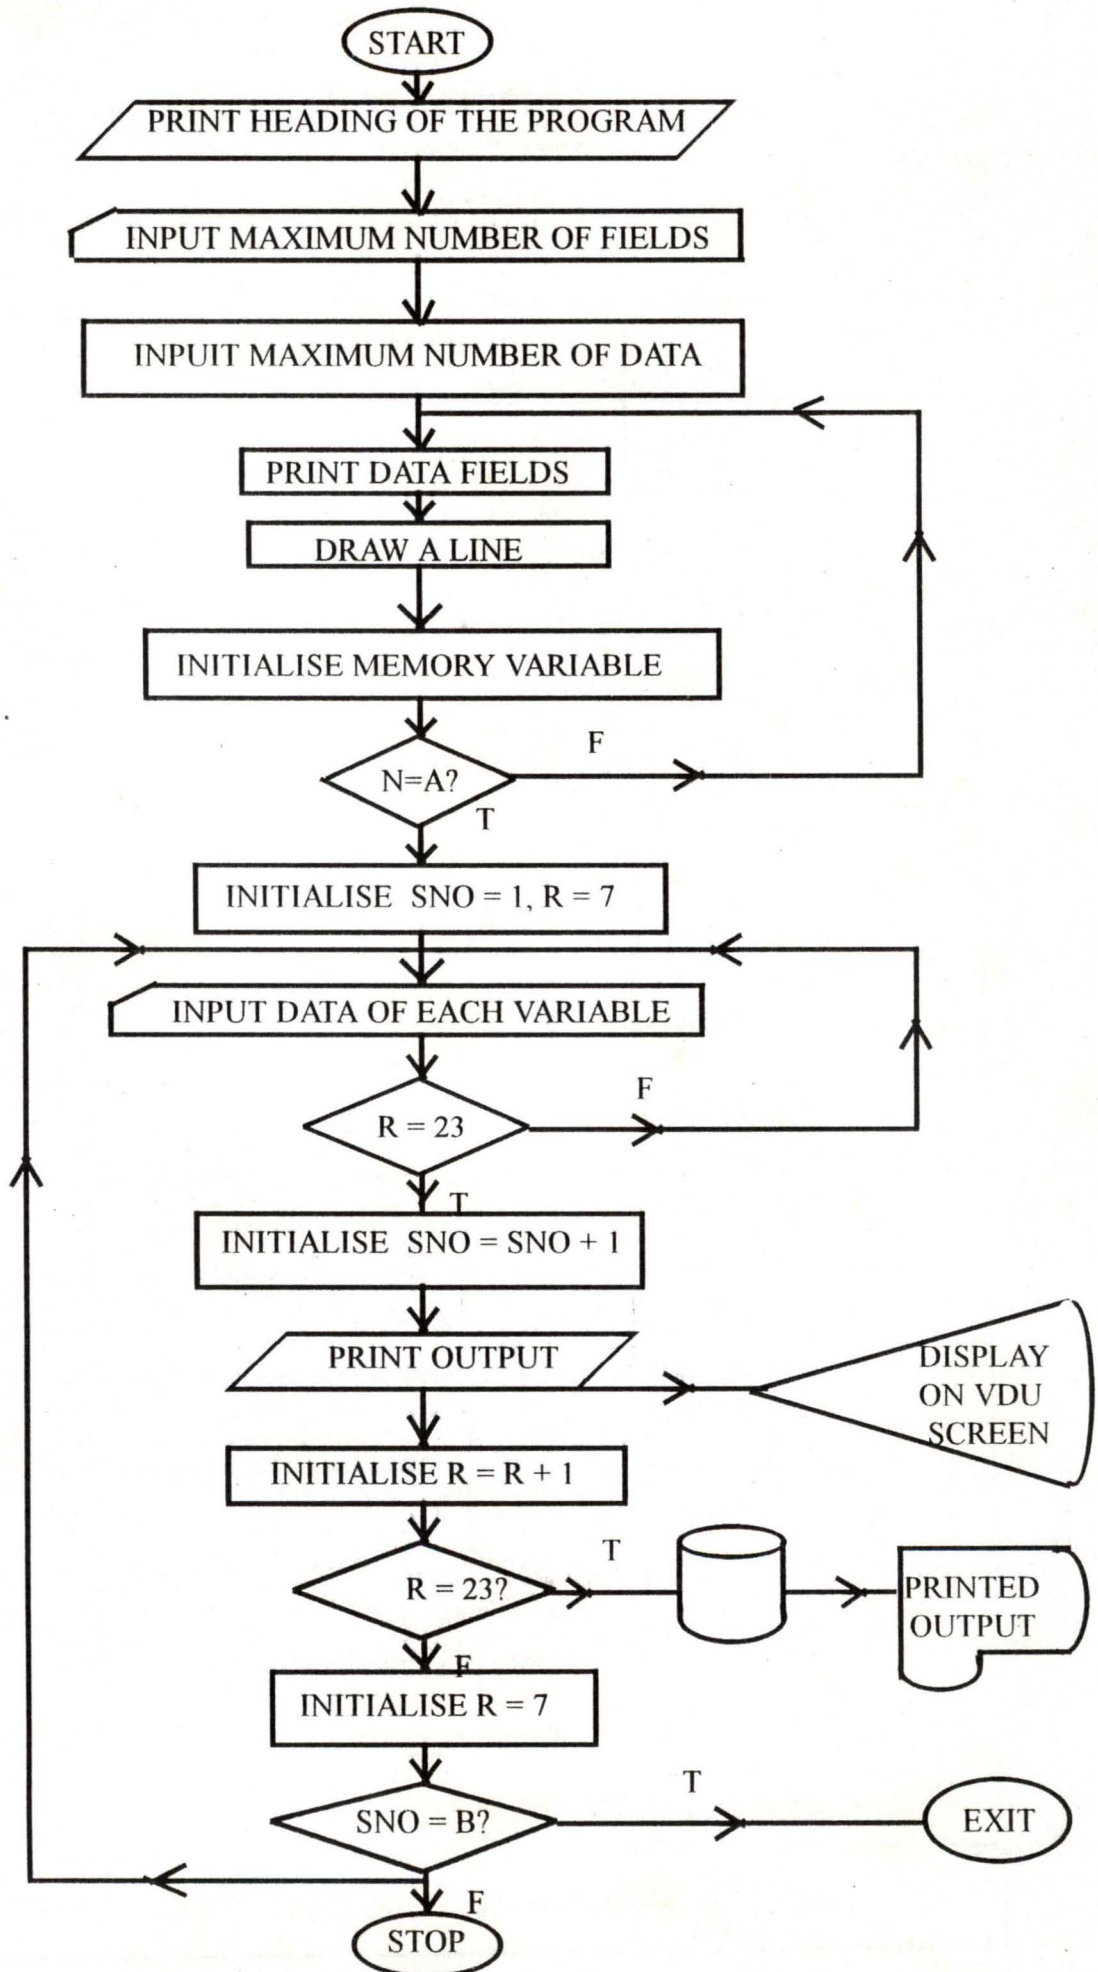 START
PRINT HEADING OF THE PROGRAM
INPUT MAXIMUM NUMBER OF FIELDS
INPUIT MAXIMUM NUMBER OF DATA
PRINT DATA FIELDS
DRAW A LINE
INITIALISE MEMORY VARIABLE
F
N=A?
T
INITIALISE SNO = 1, R = 7
INPUT DATA OF EACH VARIABLE
F
R = 23
T
INITIALISE SNO = SNO + 1
PRINT OUTPUT
DISPLAY
ON VDU
SCREEN
INITIALISE R = R + 1
T
R = 23?
PRINTED
OUTPUT
F
INITIALISE R = 7
T
SNO = B?
EXIT
F
STOP